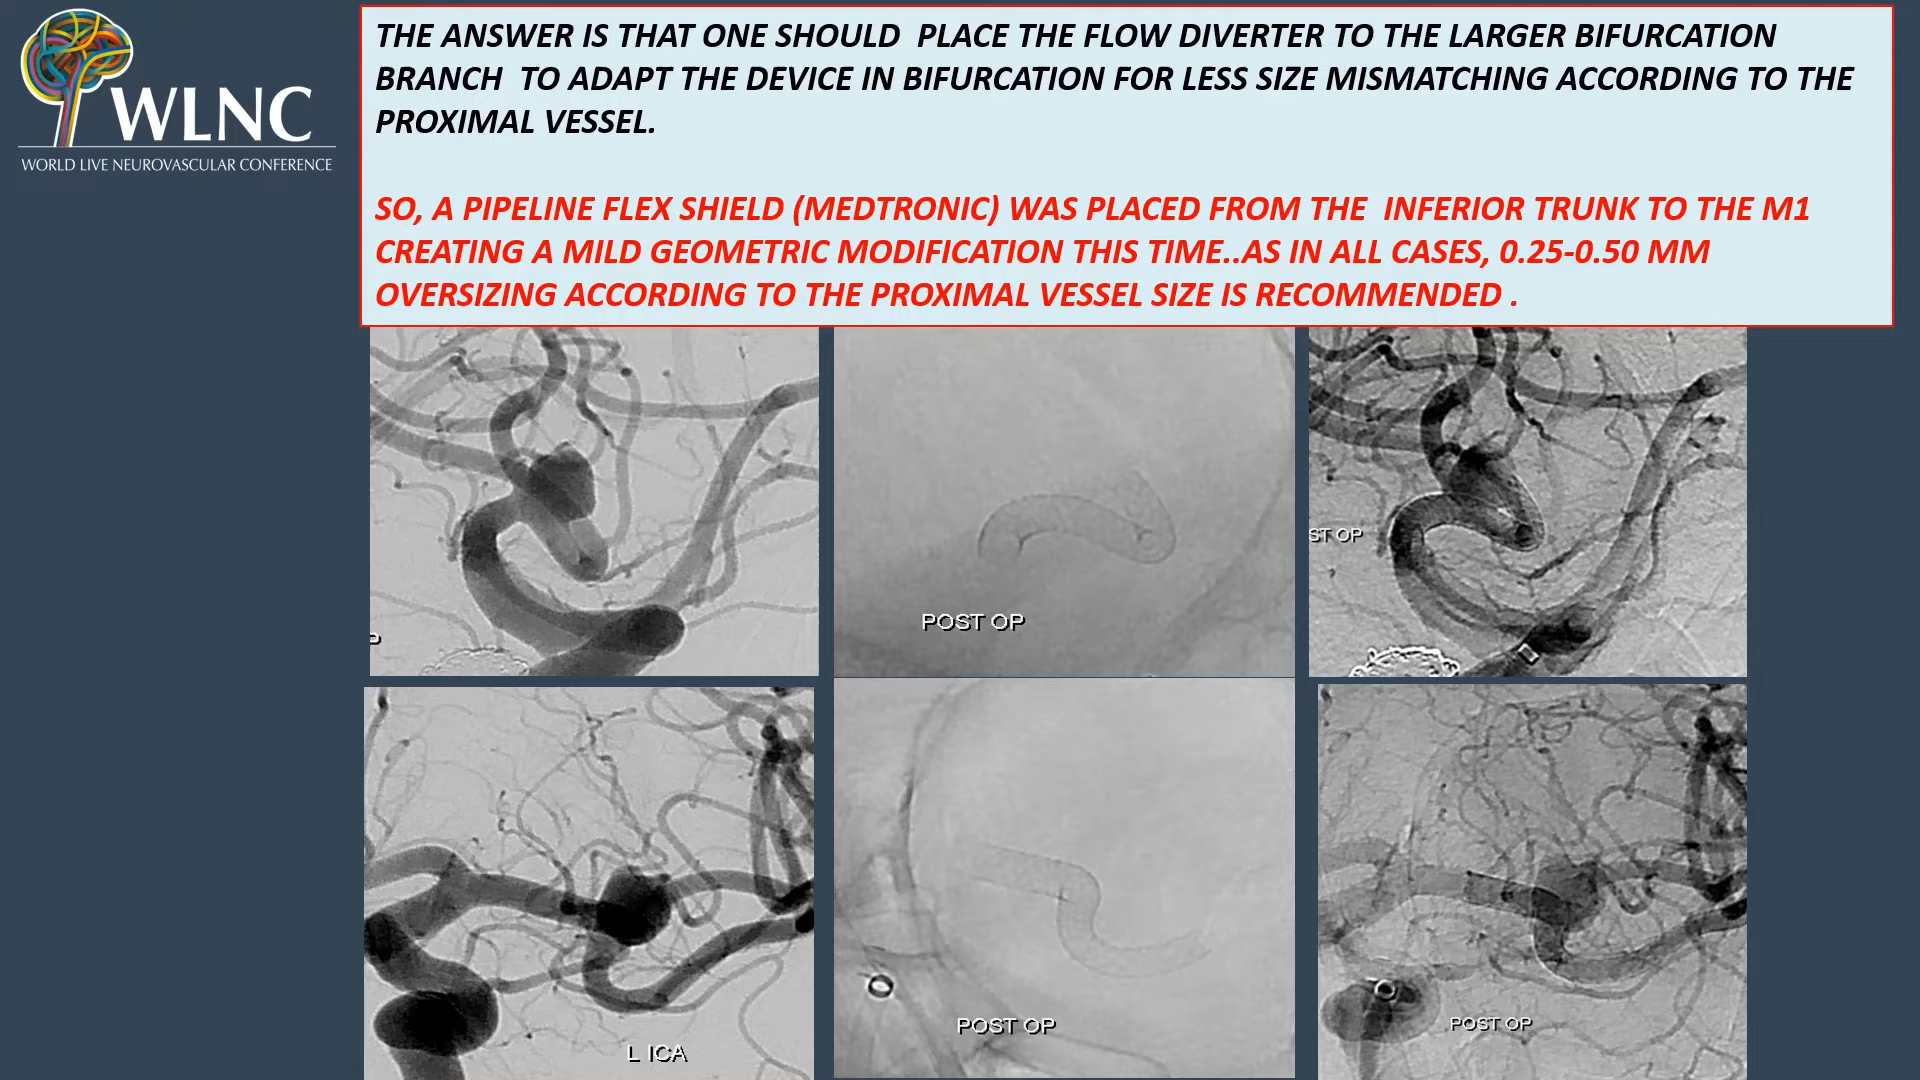 WLNC
WORLD LIVE NEUROVASCULAR CONFERENCE
THE ANSWER IS THAT ONE SHOULD PLACE THE FLOW DIVERTER TO THE LARGER BIFURCATION
BRANCH TO ADAPT THE DEVICE IN BIFURCATION FOR LESS SIZE MISMATCHING ACCORDING TO THE
PROXIMAL VESSEL.
SO, A PIPELINE FLEX SHIELD (MEDTRONIC) WAS PLACED FROM THE INFERIOR TRUNK TO THE M1
CREATING A MILD GEOMETRIC MODIFICATION THIS TIME..AS IN ALL CASES, 0.25-0.50 MM
OVERSIZING ACCORDING TO THE PROXIMAL VESSEL SIZE IS RECOMMENDED .
P
POST OP
ST OP
L ICA
POST OP
POST OP